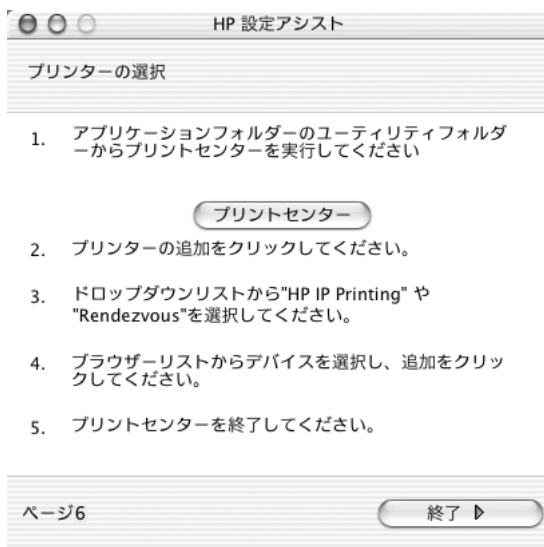 HP 設定アシスト
プリンターの選択
1. アプリケーションフォルダーのユーティリティフォルダ
ーからプリントセンターを実行してください
プリントセンター
2. プリンターの追加をクリックしてください。
3. ドロップダウンリストから"HP IP Printing" や
"Rendezvous"を選択してください。
4. ブラウザーリストからデバイスを選択し、追加をクリッ
クしてください。
5. プリントセンターを終了してください。
ページ6
終了